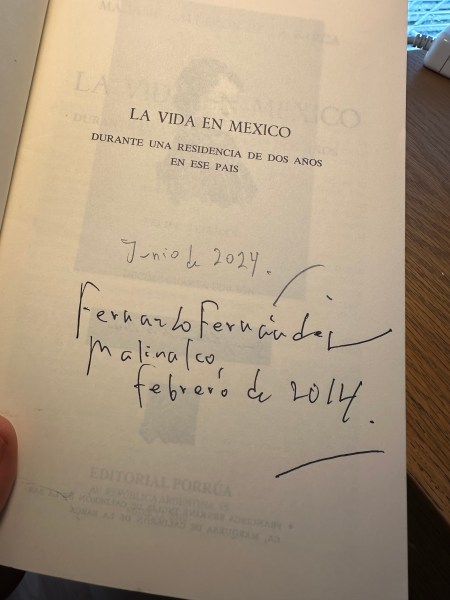 LA VIDA EN MEXICO
DURANTE UNA RESIDENCIA DE DOS AÑOS
EN ESE PAIS
Junio de 2024.
Fernando Fernández
Malinalco,
febrero de 2014.
EDITORIAL PORRÚA